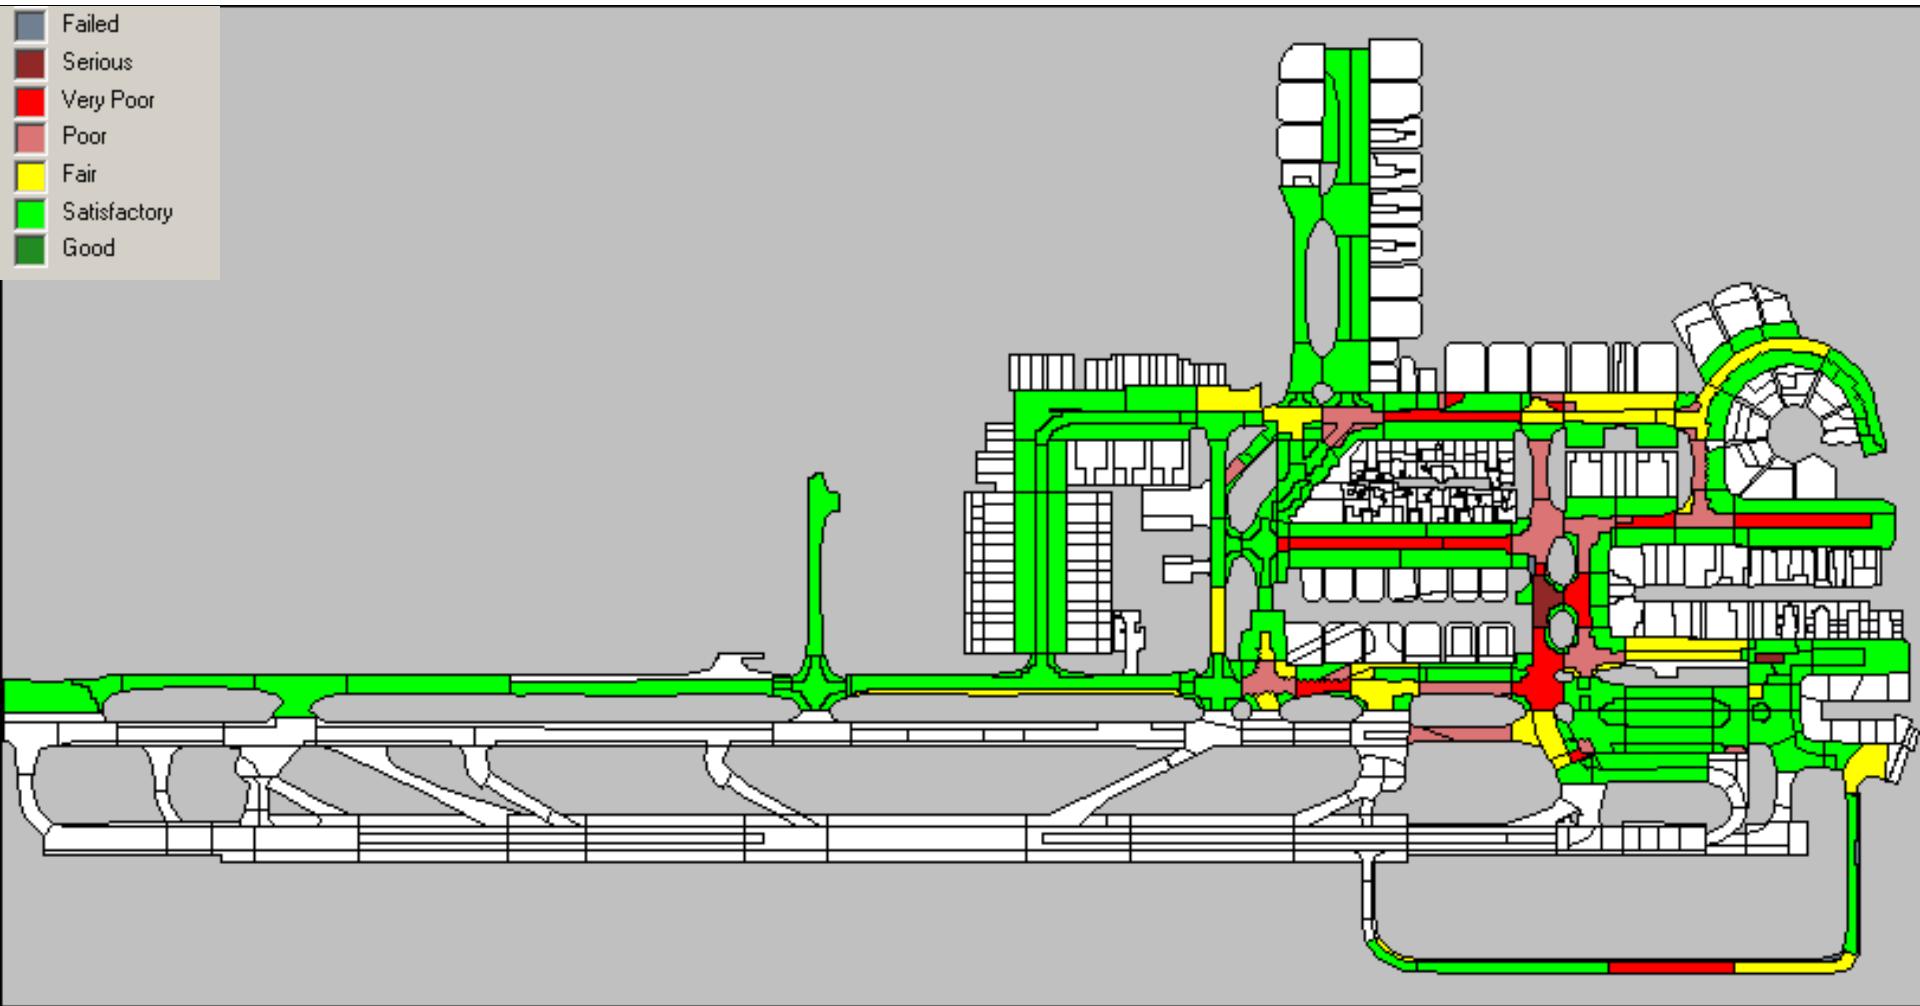 Failed
Serious
Very Poor
Poor
Fair
Satisfactory
Good